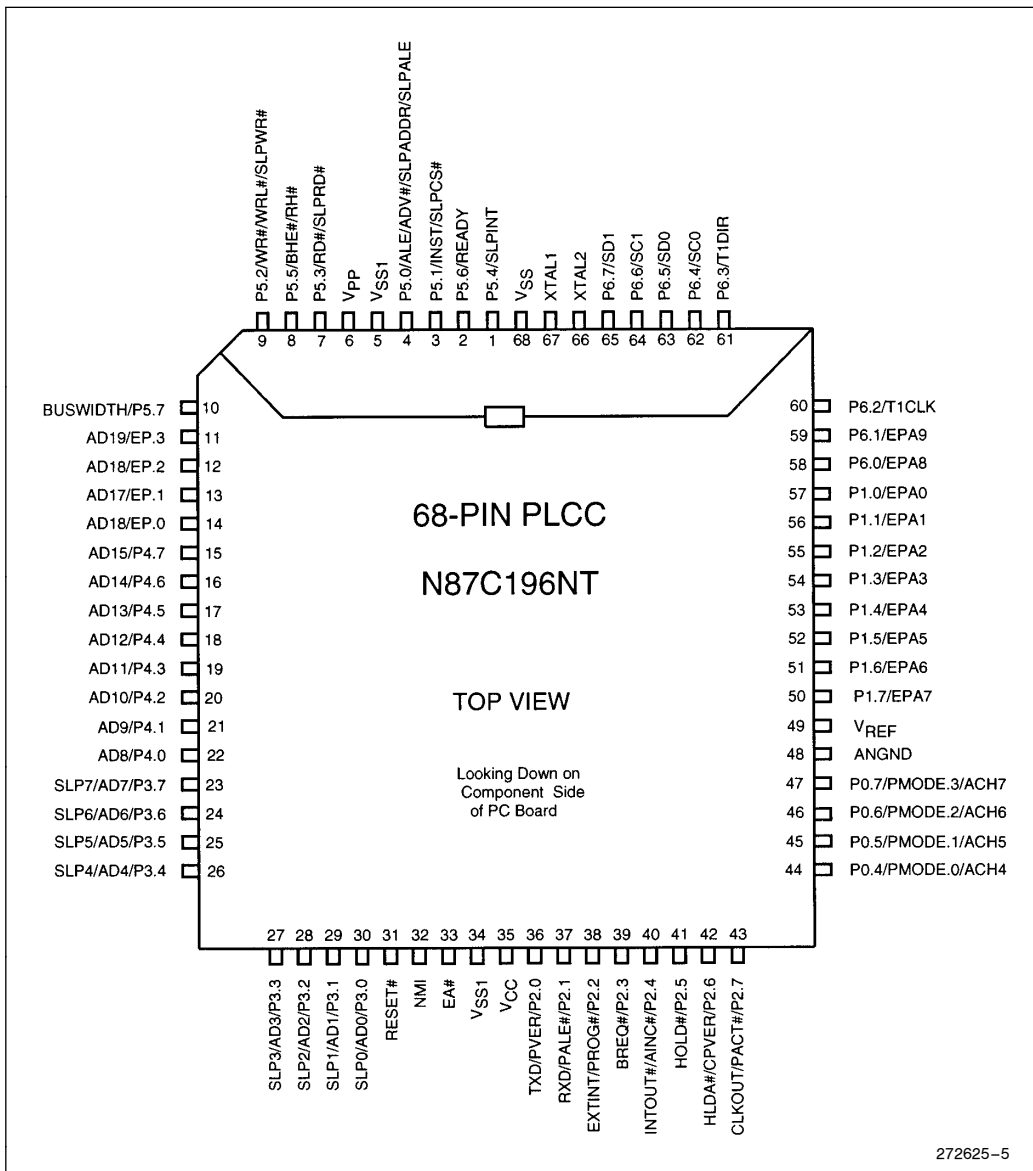 P5.2/WR#/WRL#/SLPWR#
P5.5/BHE#/RH#
P5.3/RD#/SLPRD#
VPP
VSS1
P5.0/ALE/ADV#/SLPADDR/SLPALE
P5.1/INST/SLPCS#
P5.6/READY
P5.4/SLPINT
VSS
XTAL1
XTAL2
P6.7/SD1
P6.6/SC1
P6.5/SD0
P6.4/SC0
P6.3/T1DIR
9 8 7 6 5 4 3 2 1 68 67 66 65 64 63 62 61
BUSWIDTH/P5.7 10
AD19/EP.3 11
AD18/EP.2 12
AD17/EP.1 13
AD18/EP.0 14
AD15/P4.7 15
AD14/P4.6 16
AD13/P4.5 17
AD12/P4.4 18
AD11/P4.3 19
AD10/P4.2 20
AD9/P4.1 21
AD8/P4.0 22
SLP7/AD7/P3.7 23
SLP6/AD6/P3.6 24
SLP5/AD5/P3.5 25
SLP4/AD4/P3.4 26
68-PIN PLCC
N87C196NT
TOP VIEW
Looking Down on
Component Side
of PC Board
60 P6.2/T1CLK
59 P6.1/EPA9
58 P6.0/EPA8
57 P1.0/EPA0
56 P1.1/EPA1
55 P1.2/EPA2
54 P1.3/EPA3
53 P1.4/EPA4
52 P1.5/EPA5
51 P1.6/EPA6
50 P1.7/EPA7
49 VREF
48 ANGND
47 P0.7/PMODE.3/ACH7
46 P0.6/PMODE.2/ACH6
45 P0.5/PMODE.1/ACH5
44 P0.4/PMODE.0/ACH4
27 28 29 30 31 32 33 34 35 36 37 38 39 40 41 42 43
SLP3/AD3/P3.3
SLP2/AD2/P3.2
SLP1/AD1/P3.1
SLP0/AD0/P3.0
RESET#
NMI
EA#
VSS1
VCC
TXD/PVER/P2.0
RXD/PALE#/P2.1
EXTINT/PROG#/P2.2
BREQ#/P2.3
INTOUT#/AINC#/P2.4
HOLD#/P2.5
HLDA#/CPVER/P2.6
CLKOUT/PACT#/P2.7
272625–5